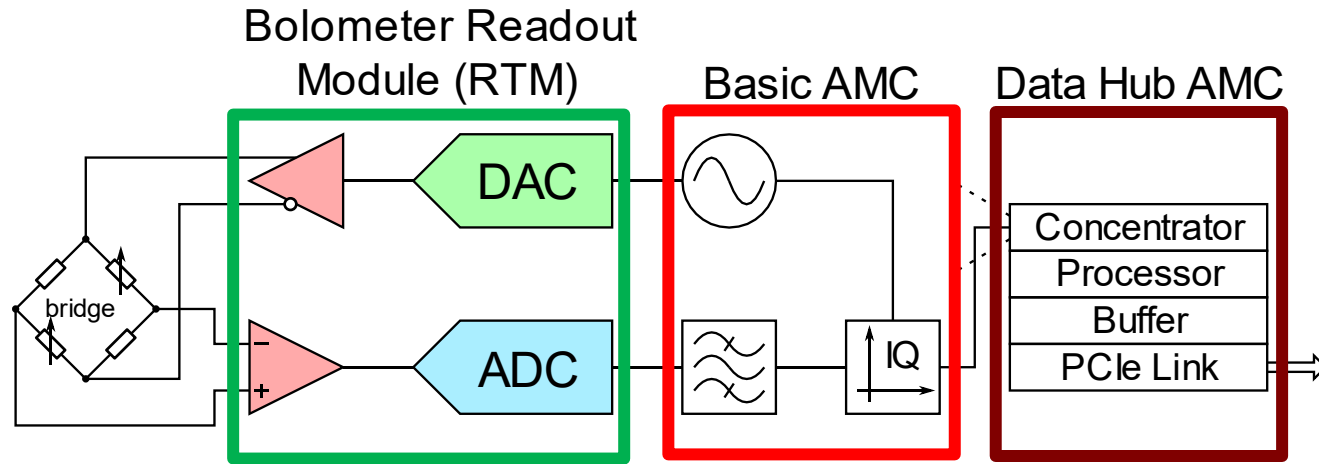 Bolometer Readout
Module (RTM)
Basic AMC
Data Hub AMC
DAC
bridge
ADC
IQ
Concentrator
Processor
Buffer
PCIe Link